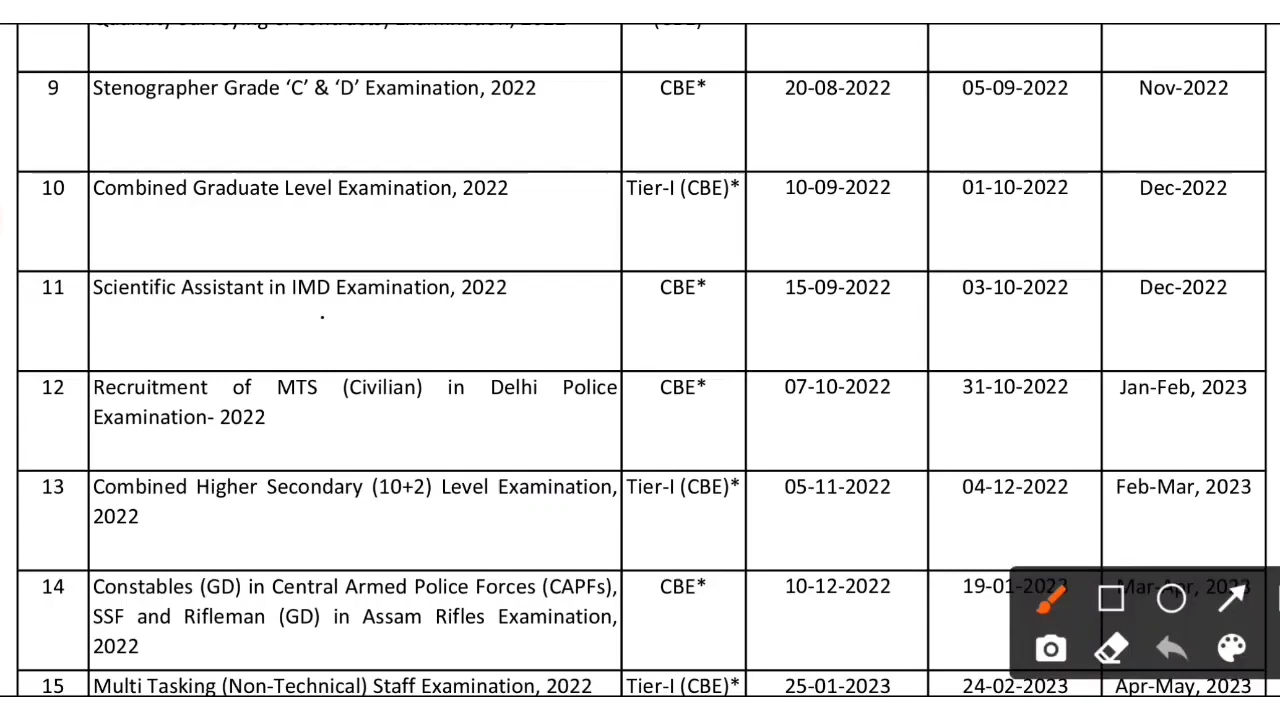 9 Stenographer Grade ‘C’ & ‘D’ Examination, 2022 CBE* 20-08-2022 05-09-2022 Nov-2022
10 Combined Graduate Level Examination, 2022 Tier-I (CBE)* 10-09-2022 01-10-2022 Dec-2022
11 Scientific Assistant in IMD Examination, 2022 CBE* 15-09-2022 03-10-2022 Dec-2022
12 Recruitment of MTS (Civilian) in Delhi Police CBE* 07-10-2022 31-10-2022 Jan-Feb, 2023
Examination- 2022
13 Combined Higher Secondary (10+2) Level Examination, Tier-I (CBE)* 05-11-2022 04-12-2022 Feb-Mar, 2023
2022
14 Constables (GD) in Central Armed Police Forces (CAPFs), CBE* 10-12-2022 19-01-2023 Mar-Apr, 2023
SSF and Rifleman (GD) in Assam Rifles Examination,
2022
15 Multi Tasking (Non-Technical) Staff Examination, 2022 Tier-I (CBE)* 25-01-2023 24-02-2023 Apr-May, 2023